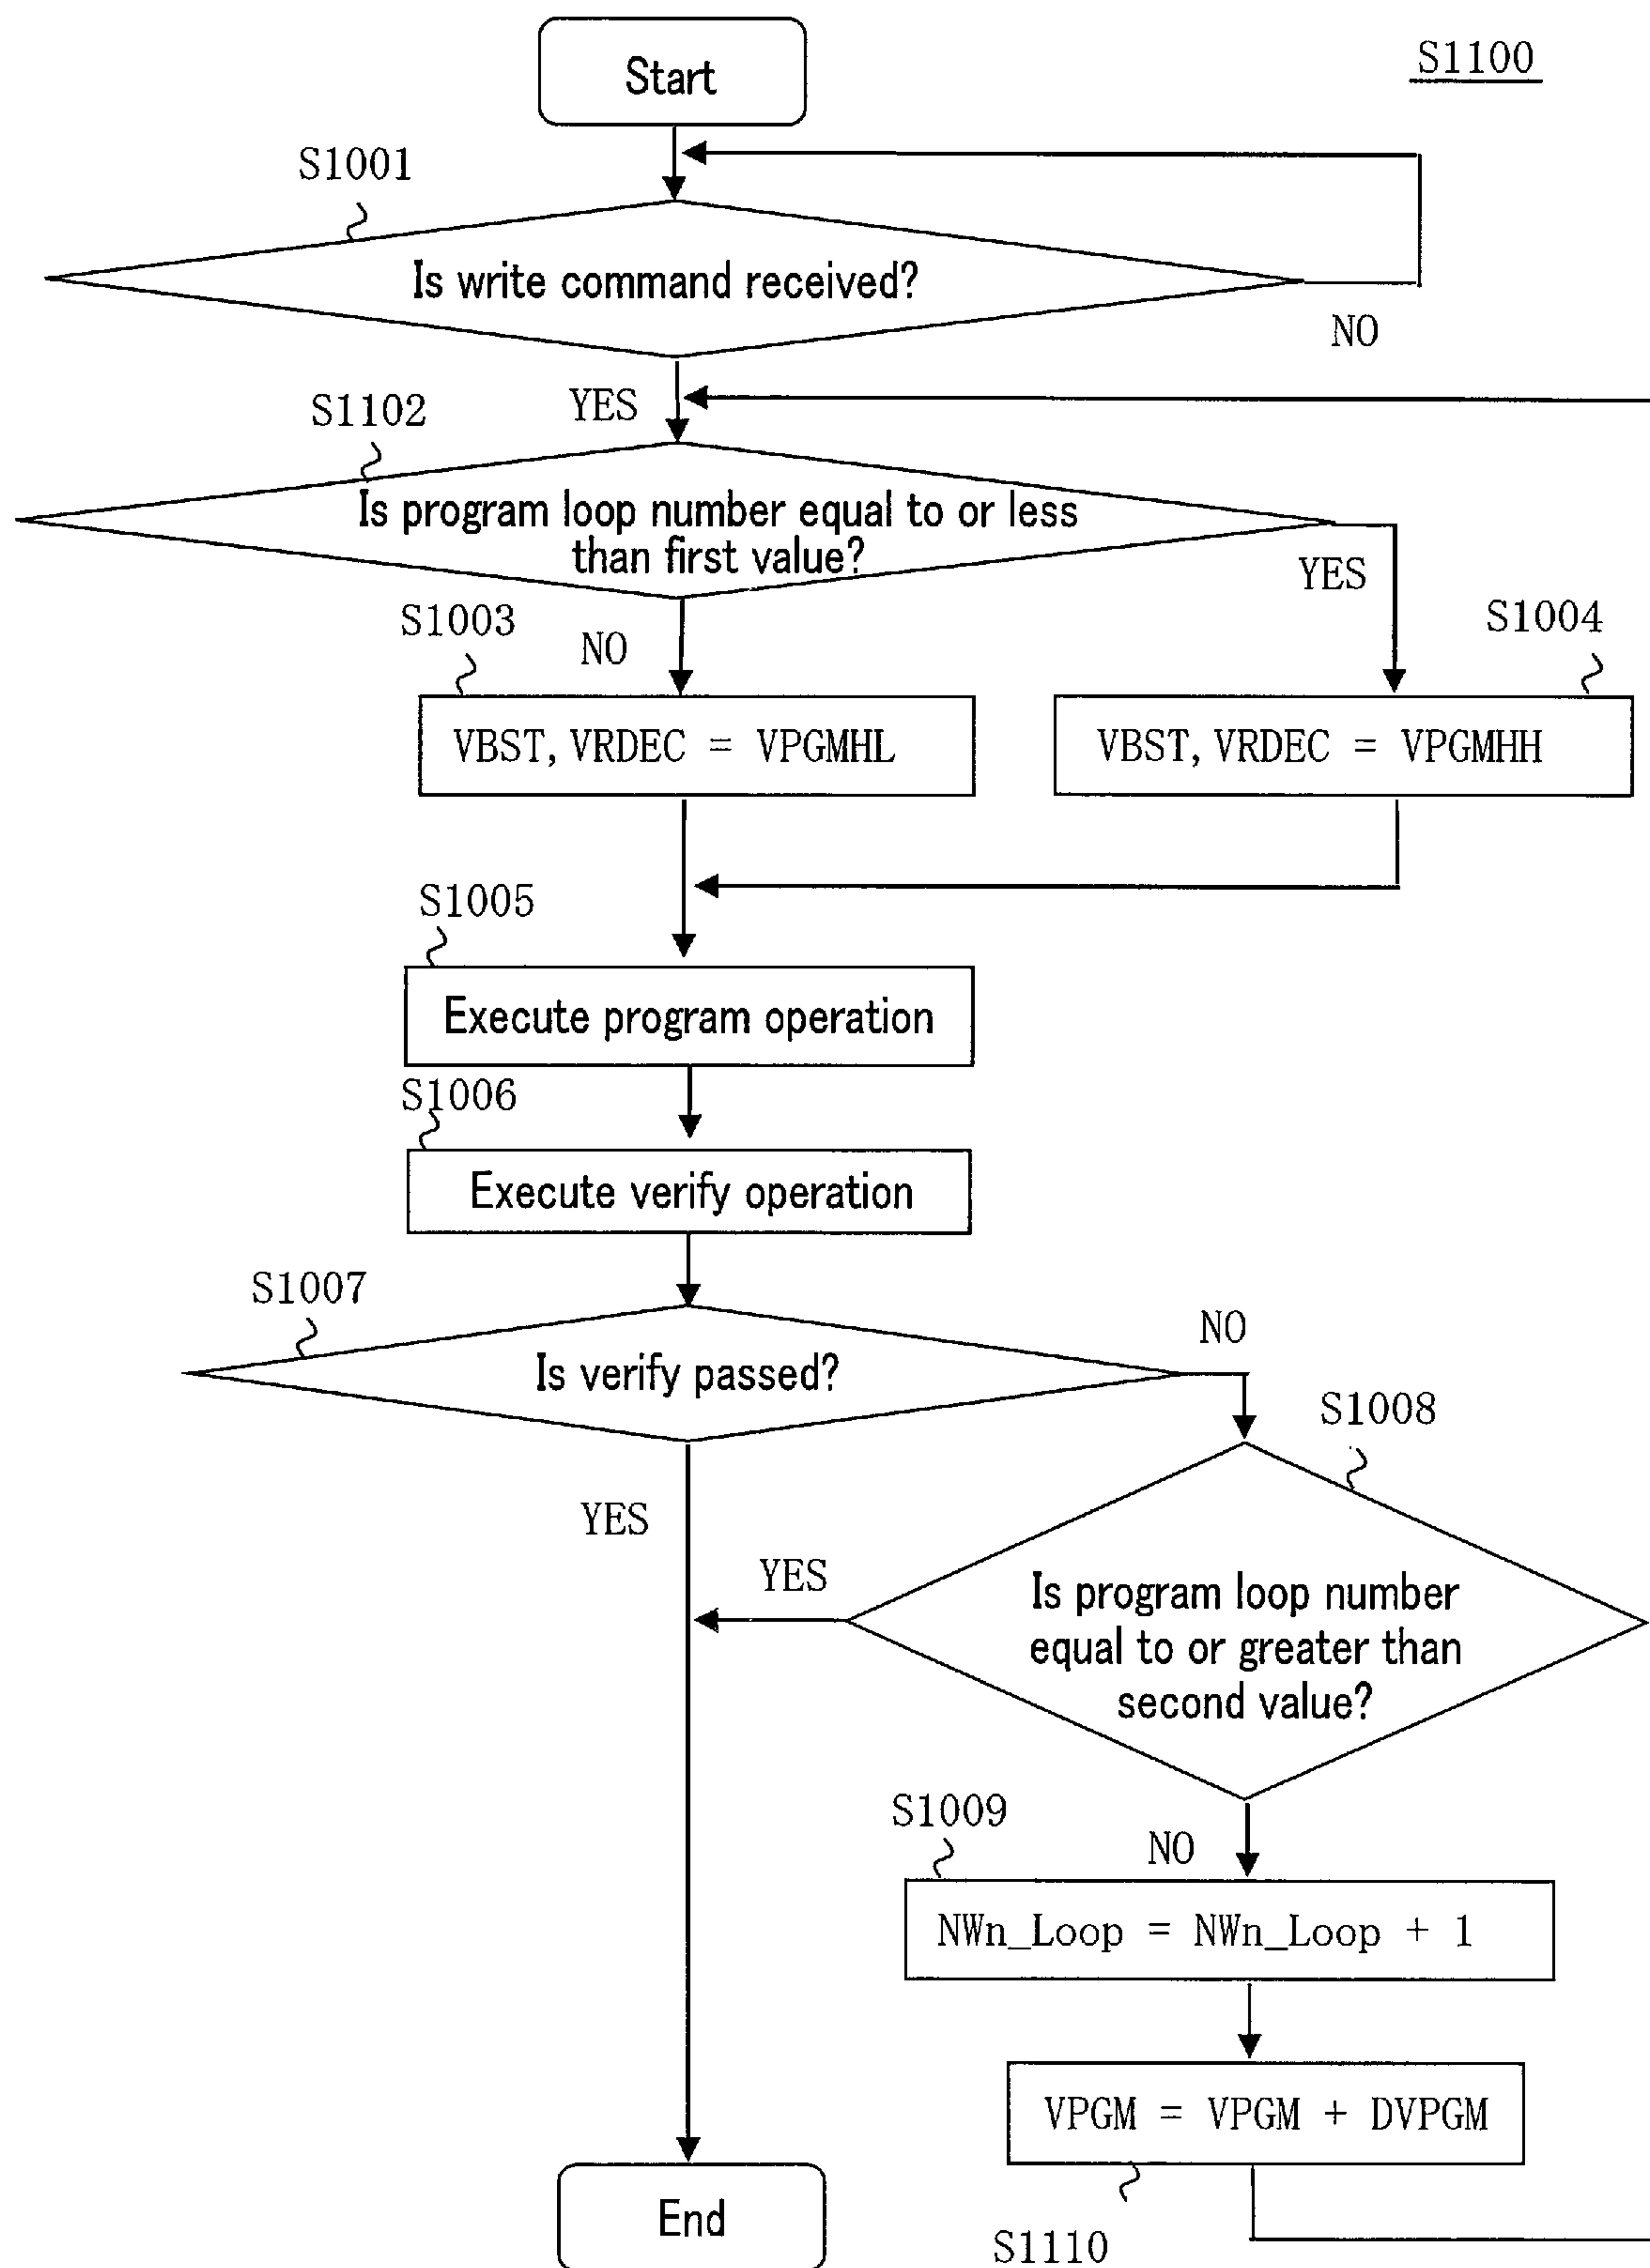 Start
S1100
S1001
Is write command received?
NO
YES
S1102
Is program loop number equal to or less
than first value?
YES
S1003
NO
S1004
VBST, VRDEC = VPGMHL
VBST, VRDEC = VPGMHH
S1005
Execute program operation
S1006
Execute verify operation
S1007
NO
Is verify passed?
S1008
YES
YES
Is program loop number
equal to or greater than
second value?
S1009
NO
NWn_Loop = NWn_Loop + 1
VPGM = VPGM + DVPGM
End
S1110